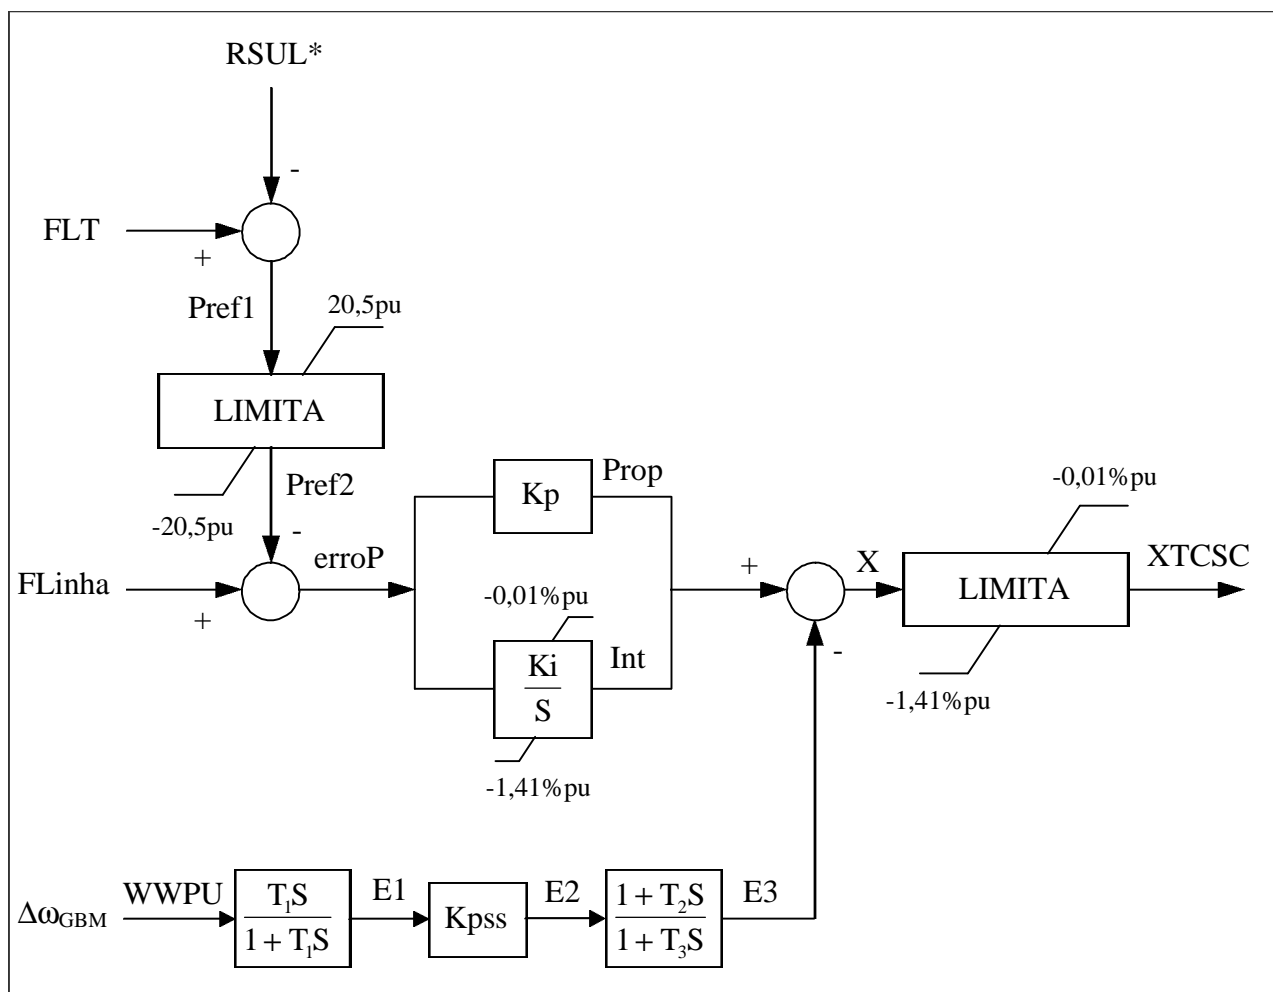 RSUL*
-
FLT
+
Pref1
20,5pu
LIMITA
Pref2
-20,5pu
-
FLinha
+
erroP
Kp
Prop
-0,01%pu
Ki
S
Int
-1,41%pu
+
-
X
-0,01%pu
LIMITA
-1,41%pu
XTCSC
ΔωGBM
WWPU
T1S
1 + T1S
E1
Kpss
E2
1 + T2S
1 + T3S
E3